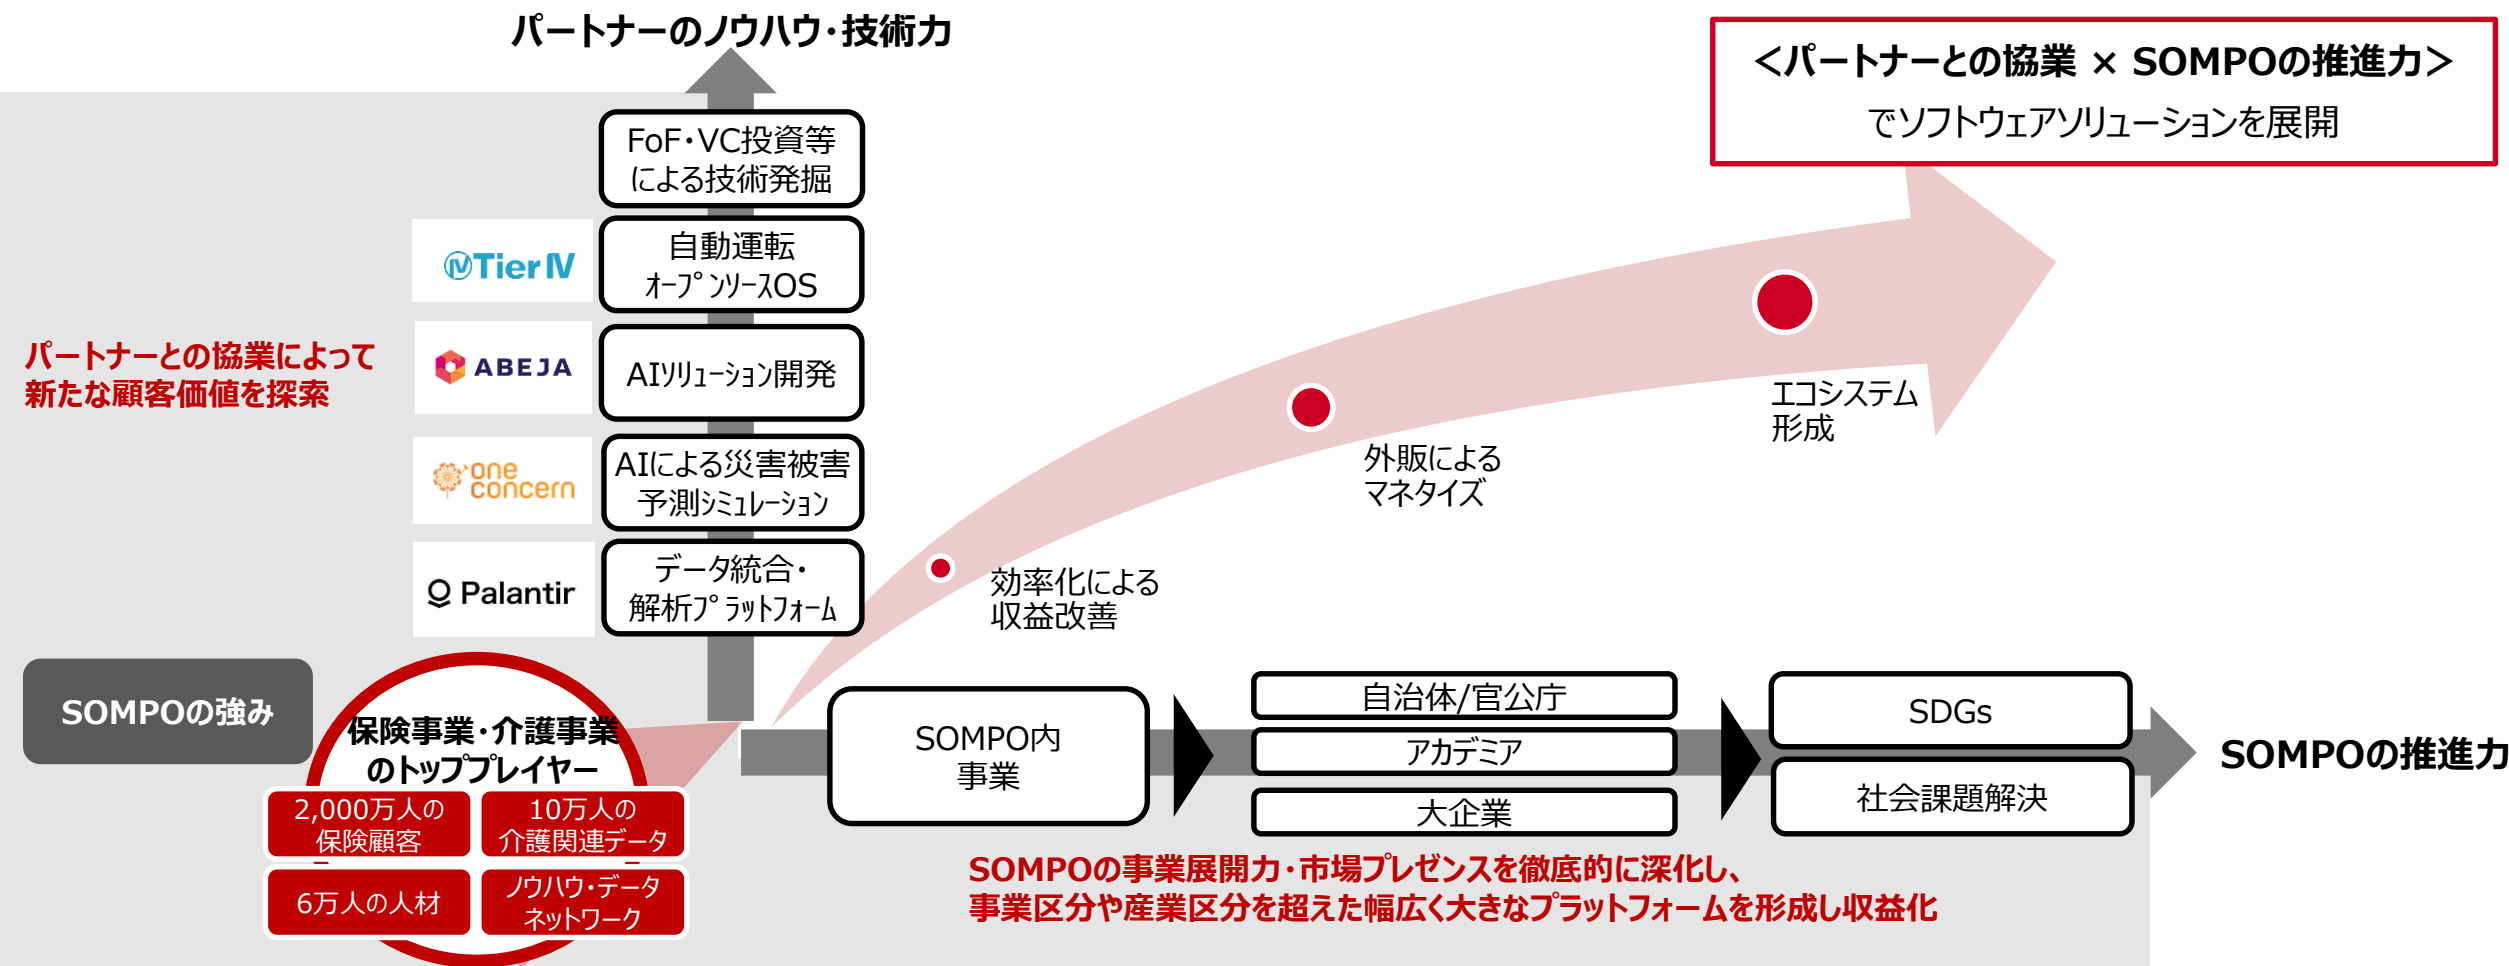 パートナーのノウハウ・技術力
<パートナーとの協業 × SOMPOの推進力>
でソフトウェアソリューションを展開
FoF・VC投資等
による技術発掘
Tier IV
自動運転
ｵｰﾌﾟﾝｿｰｽOS
パートナーとの協業によって
新たな顧客価値を探索
ABEJA
AIｿﾘｭｰｼｮﾝ開発
one
concern
AIによる災害被害
予測ｼﾐｭﾚｰｼｮﾝ
Palantir
データ統合・
解析ﾌﾟﾗｯﾄﾌｫｰﾑ
効率化による
収益改善
外販による
マネタイズ
エコシステム
形成
SOMPOの強み
保険事業・介護事業
のトッププレイヤー
2,000万人の
保険顧客
10万人の
介護関連データ
6万人の人材
ノウハウ・データ
ネットワーク
SOMPO内
事業
自治体/官公庁
アカデミア
大企業
SDGs
社会課題解決
SOMPOの推進力
SOMPOの事業展開力・市場プレゼンスを徹底的に深化し、
事業区分や産業区分を超えた幅広く大きなプラットフォームを形成し収益化